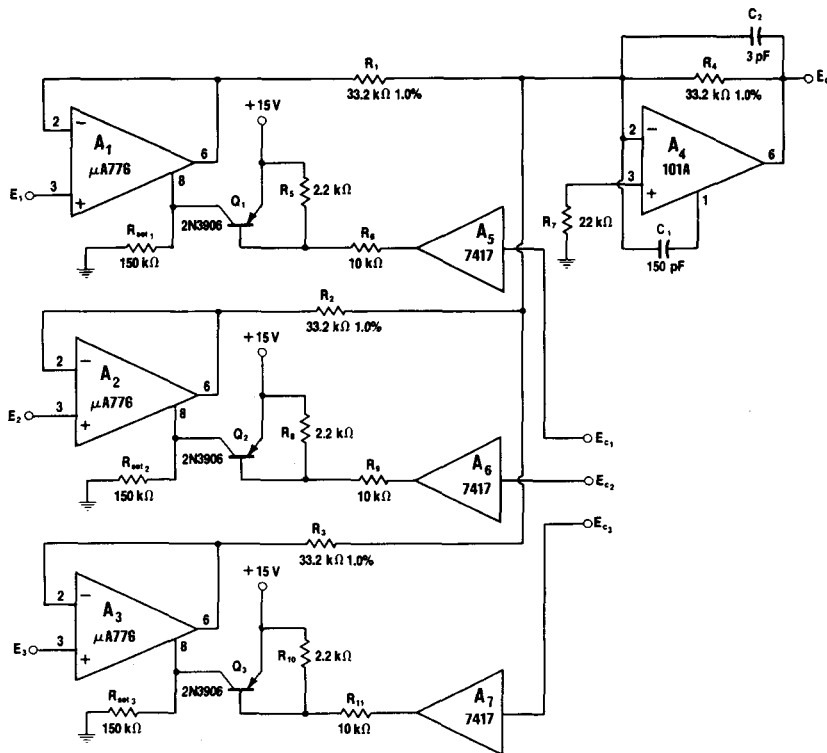 C₂
3 pF
R₁
33.2 kΩ 1.0%
R₄
33.2 kΩ 1.0%
+15 V
2
−
A₁
μA776
6
8
E₁
3
+
R₅
2.2 kΩ
Q₁
2N3906
Rset₁
150 kΩ
R₆
10 kΩ
A₅
7417
2
−
A₄
101A
6
3
+
1
R₇
22 kΩ
C₁
150 pF
R₂
33.2 kΩ 1.0%
+15 V
2
−
A₂
μA776
6
8
E₂
3
+
R₈
2.2 kΩ
Q₂
2N3906
Rset₂
150 kΩ
R₉
10 kΩ
A₆
7417
Ec₁
Ec₂
Ec₃
R₃
33.2 kΩ 1.0%
+15 V
2
−
A₃
μA776
6
8
E₃
3
+
R₁₀
2.2 kΩ
Q₃
2N3906
Rset₃
150 kΩ
R₁₁
10 kΩ
A₇
7417